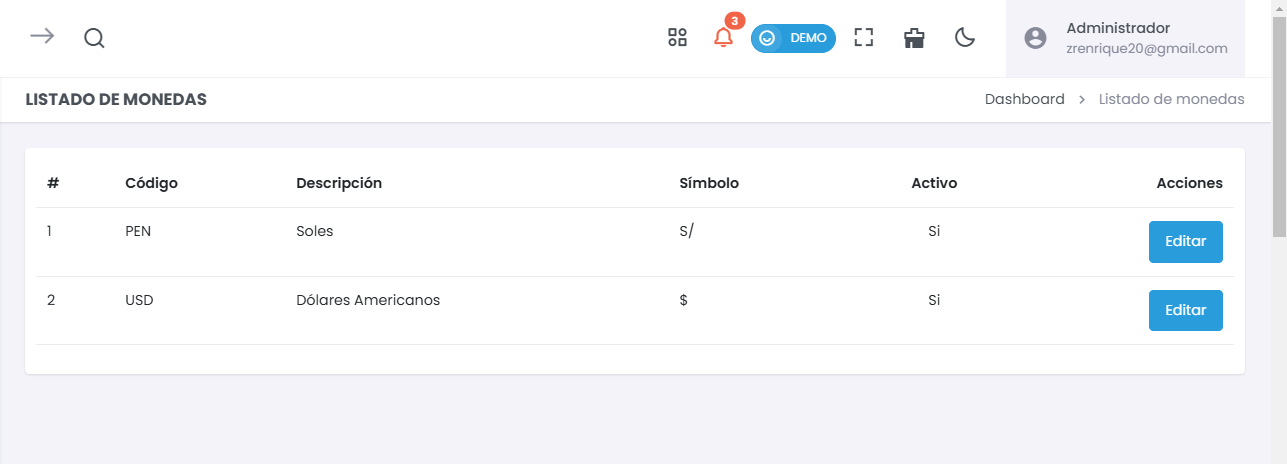 3
DEMO
Administrador
zrenrique20@gmail.com
LISTADO DE MONEDAS
Dashboard > Listado de monedas
# Código Descripción Símbolo Activo Acciones
1 PEN Soles S/ Si Editar
2 USD Dólares Americanos $ Si Editar